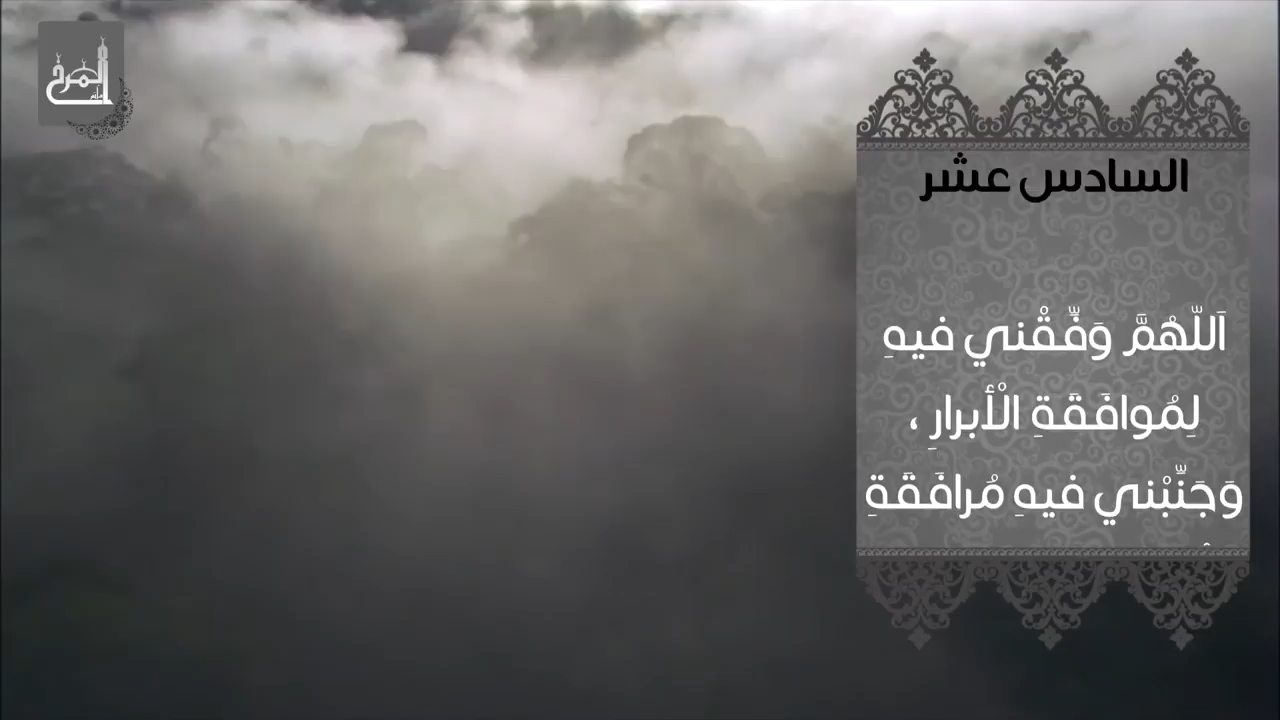 السادس عشر
اَللّهُمَّ وَفِّقْني فيهِ
لِمُوافَقَةِ الْأبرارِ ،
وَجَنِّبْني فيهِ مُرافَقَةِ